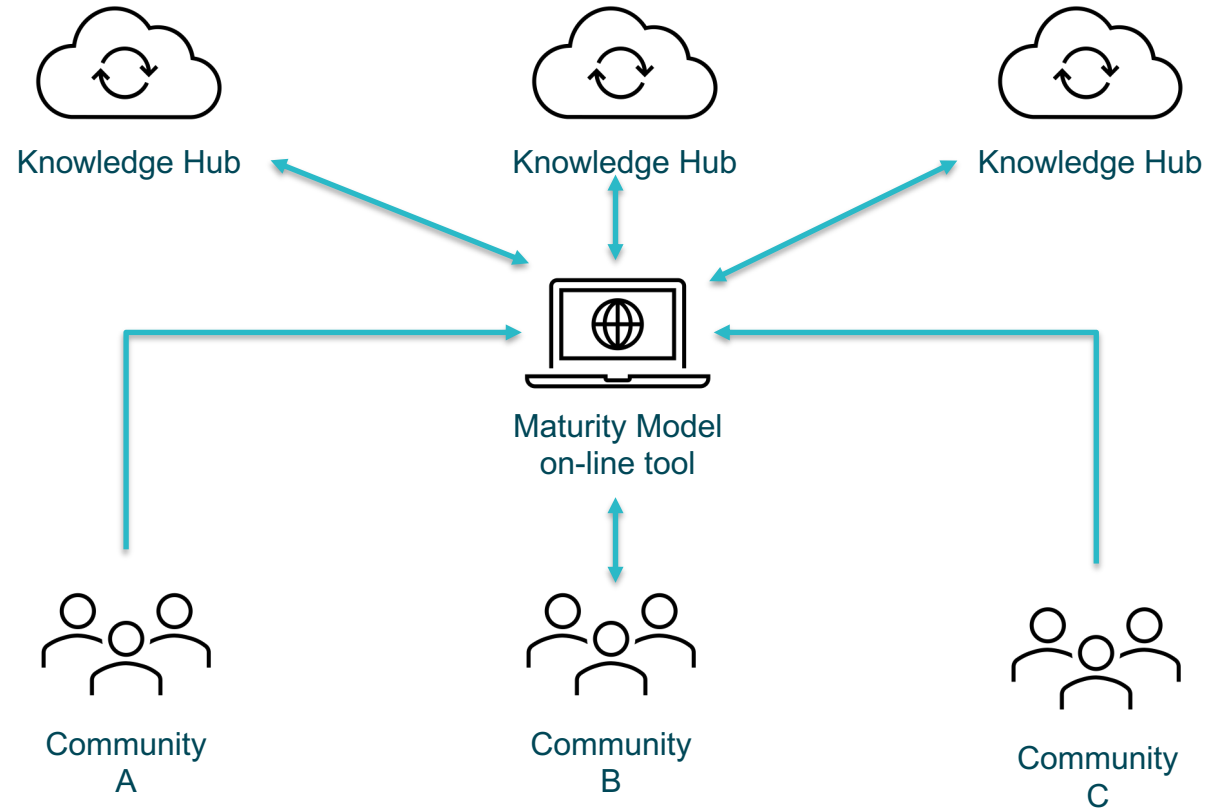 Knowledge Hub
Knowledge Hub
Knowledge Hub
Maturity Model
on-line tool
Community
A
Community
B
Community
C